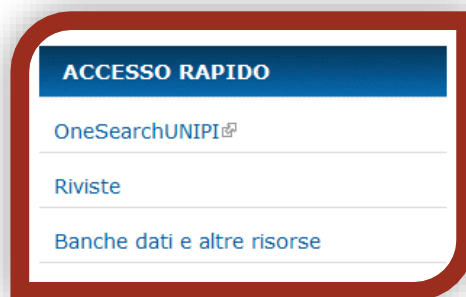 ACCESSO RAPIDO
OneSearchUNIPI
Riviste
Banche dati e altre risorse